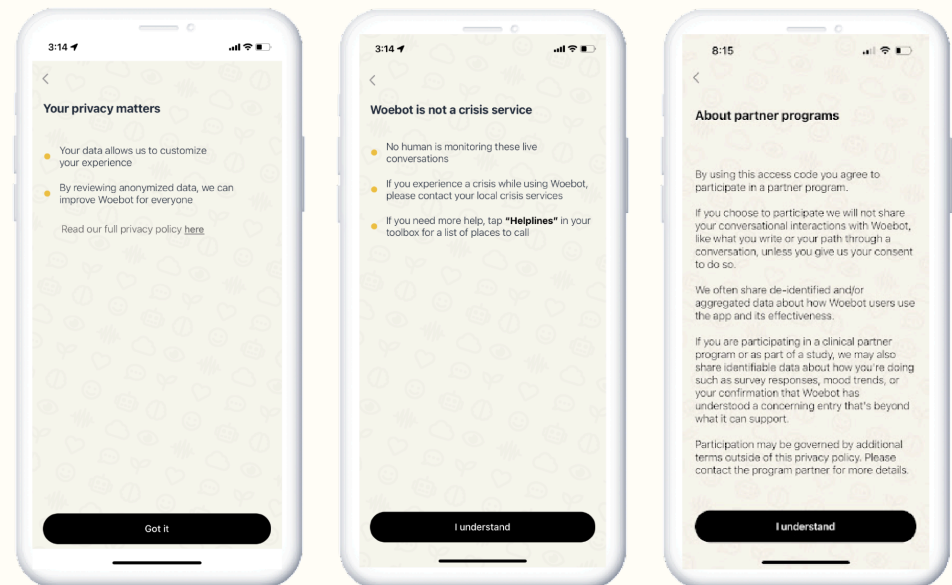 3:14
Your privacy matters
Your data allows us to customize
your experience
By reviewing anonymized data, we can
improve Woebot for everyone
Read our full privacy policy here
Got it
3:14
Woebot is not a crisis service
No human is monitoring these live
conversations
If you experience a crisis while using Woebot,
please contact your local crisis services
If you need more help, tap “Helplines” in your
toolbox for a list of places to call
I understand
8:15
About partner programs
By using this access code you agree to
participate in a partner program.
If you choose to participate we will not share
your conversational interactions with Woebot,
like what you write or your path through a
conversation, unless you give us your consent
to do so.
We often share de-identified and/or
aggregated data about how Woebot users use
the app and its effectiveness.
If you are participating in a clinical partner
program or as part of a study, we may also
share identifiable data about how you're doing
such as survey responses, mood trends, or
your confirmation that Woebot has
understood a concerning entry that's beyond
what it can support.
Participation may be governed by additional
terms outside of this privacy policy. Please
contact the program partner for more details.
I understand